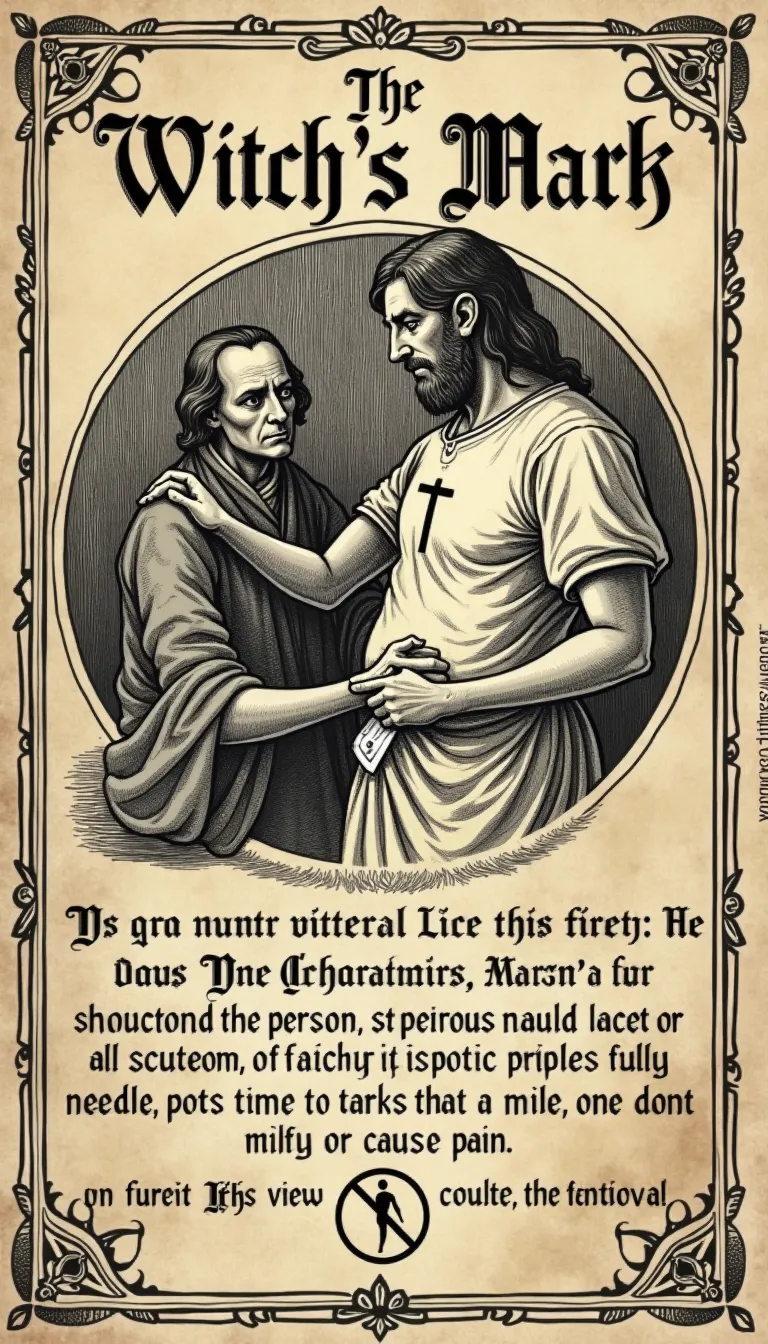 The
Witch's Mark
Ys gra nuntr vitteral Lice this firety: He
Daus Yne Charatmirs, Marsn'a fur
shouctond the person, st peirous nauld lacet or
all scuteom, of faichy it ispotic priples fully
needle, pots time to tarks that a mile, one dont
milfy or cause pain.
on fureit Iths view coulte, the fentioval